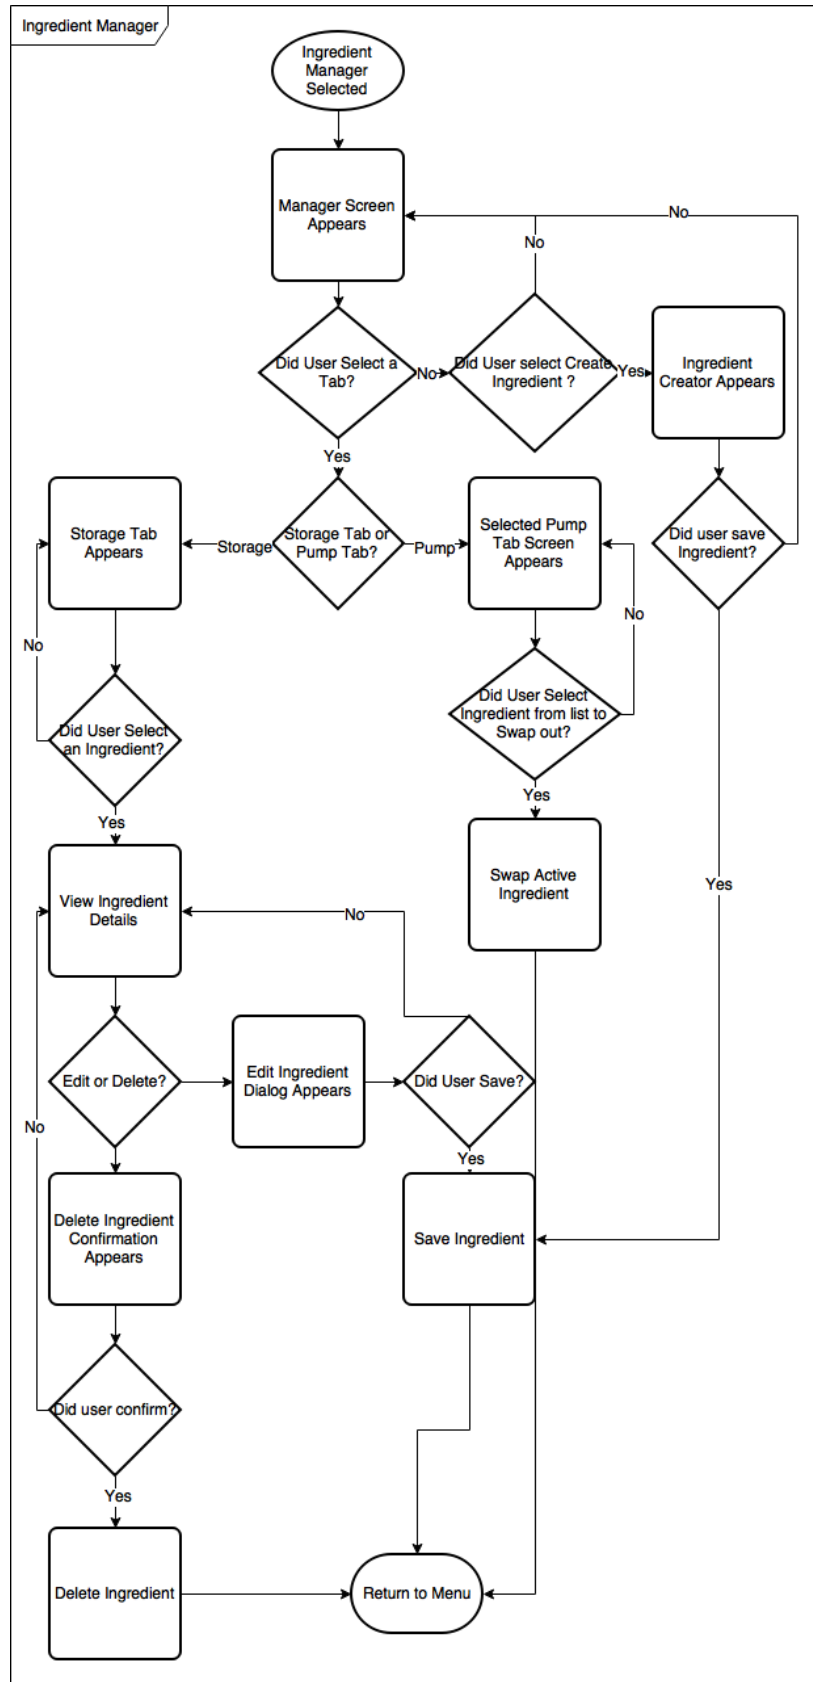 Ingredient Manager
Ingredient
Manager
Selected
Manager Screen
Appears
No
No
Did User Select a
Tab?
No
Did User select Create
Ingredient ?
Yes
Ingredient
Creator Appears
Yes
Storage Tab
Appears
Storage
Storage Tab or
Pump Tab?
Pump
Selected Pump
Tab Screen
Appears
Did user save
Ingredient?
No
No
Did User Select
an Ingredient?
Did User Select
Ingredient from list to
Swap out?
Yes
Yes
View Ingredient
Details
No
Swap Active
Ingredient
Yes
Edit or Delete?
Edit Ingredient
Dialog Appears
Did User Save?
No
Yes
Delete Ingredient
Confirmation
Appears
Save Ingredient
Did user confirm?
Yes
Delete Ingredient
Return to Menu